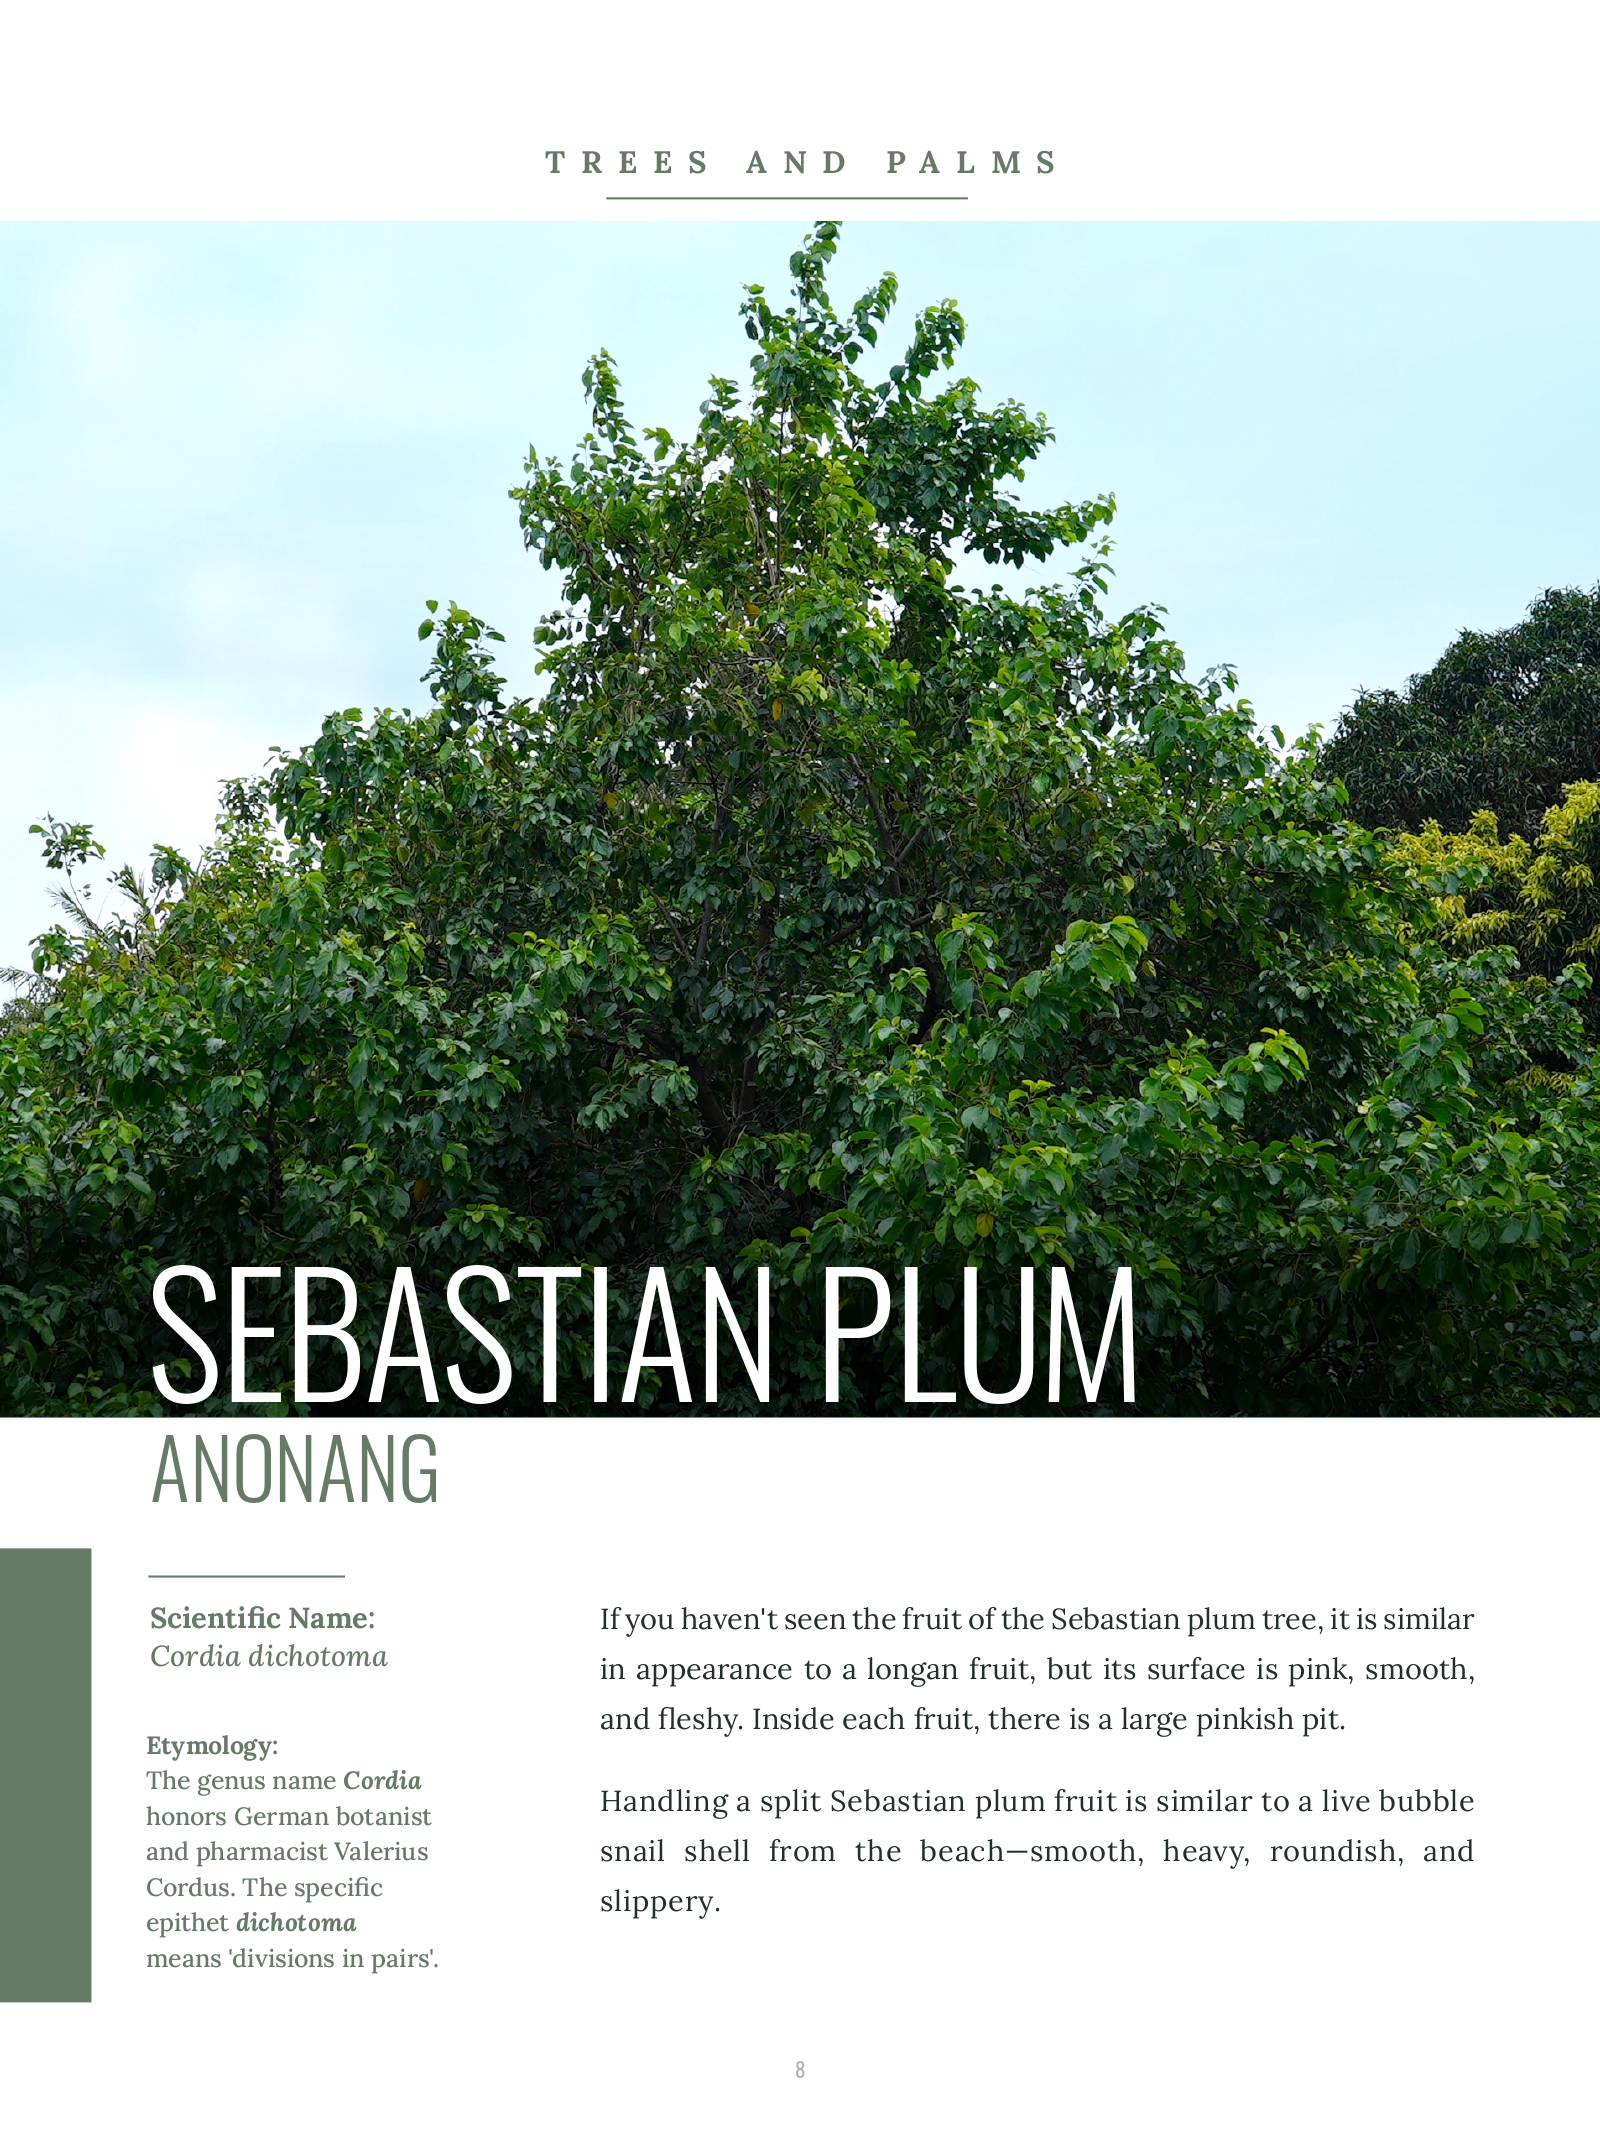 TREES AND PALMS
SEBASTIAN PLUM
ANONANG
Scientific Name:
Cordia dichotoma
Etymology:
The genus name Cordia
honors German botanist
and pharmacist Valerius
Cordus. The specific
epithet dichotoma
means 'divisions in pairs'.
If you haven't seen the fruit of the Sebastian plum tree, it is similar
in appearance to a longan fruit, but its surface is pink, smooth,
and fleshy. Inside each fruit, there is a large pinkish pit.
Handling a split Sebastian plum fruit is similar to a live bubble
snail shell from the beach—smooth, heavy, roundish, and
slippery.
8